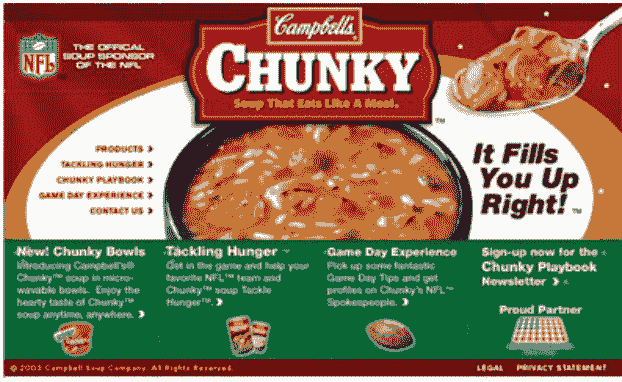 Campbell's
CHUNKY
Soup That Eats Like A Meal.
TM
NFL
THE OFFICIAL
SOUP SPONSOR
OF THE NFL
PRODUCTS
TACKLING HUNGER
CHUNKY PLAYBOOK
GAME DAY EXPERIENCE
CONTACT US
It Fills
You Up
Right! TM
New! Chunky Bowls
Introducing Campbell's®
Chunky™ soup in micro-
wavable bowls. Enjoy the
hearty taste of Chunky™
soup anytime, anywhere.
Tackling Hunger
Get in the game and help your
favorite NFL™ team and
Chunky™ soup Tackle
Hunger™.
Game Day Experience
Pick up some fantastic
Game Day Tips and get
profiles on Chunky's NFL™
Spokespeople.
Sign-up now for the
Chunky Playbook
Newsletter
Proud Partner
© 2003 Campbell Soup Company. All Rights Reserved.
LEGAL PRIVACY STATEMENT